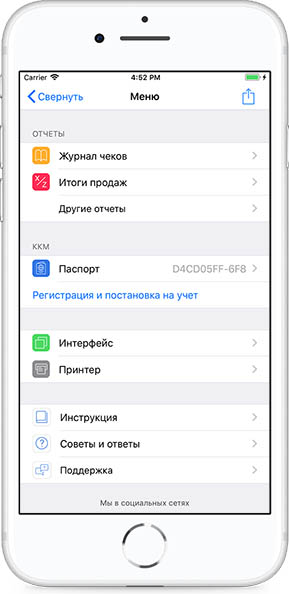 Carrier 4:52 PM
Свернуть Меню
ОТЧЕТЫ
Журнал чеков
X/Z Итоги продаж
Другие отчеты
ККМ
Паспорт D4CD05FF-6F8
Регистрация и постановка на учет
Интерфейс
Принтер
Инструкция
Советы и ответы
Поддержка
Мы в социальных сетях